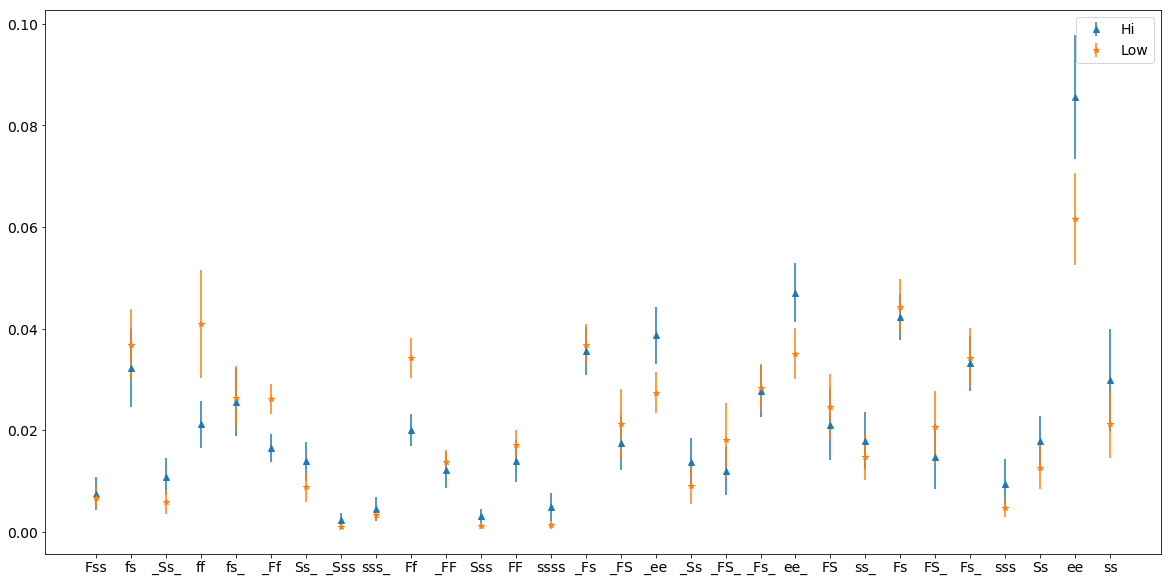 0.10
0.08
0.06
0.04
0.02
0.00
Hi
Low
Fss fs _Ss_ ff fs_ _Ff Ss_ _Sss sss_ Ff _FF Sss FF ssss _Fs _FS _ee _Ss _FS_ _Fs_ ee_ FS ss_ Fs FS_ Fs_ sss Ss ee ss